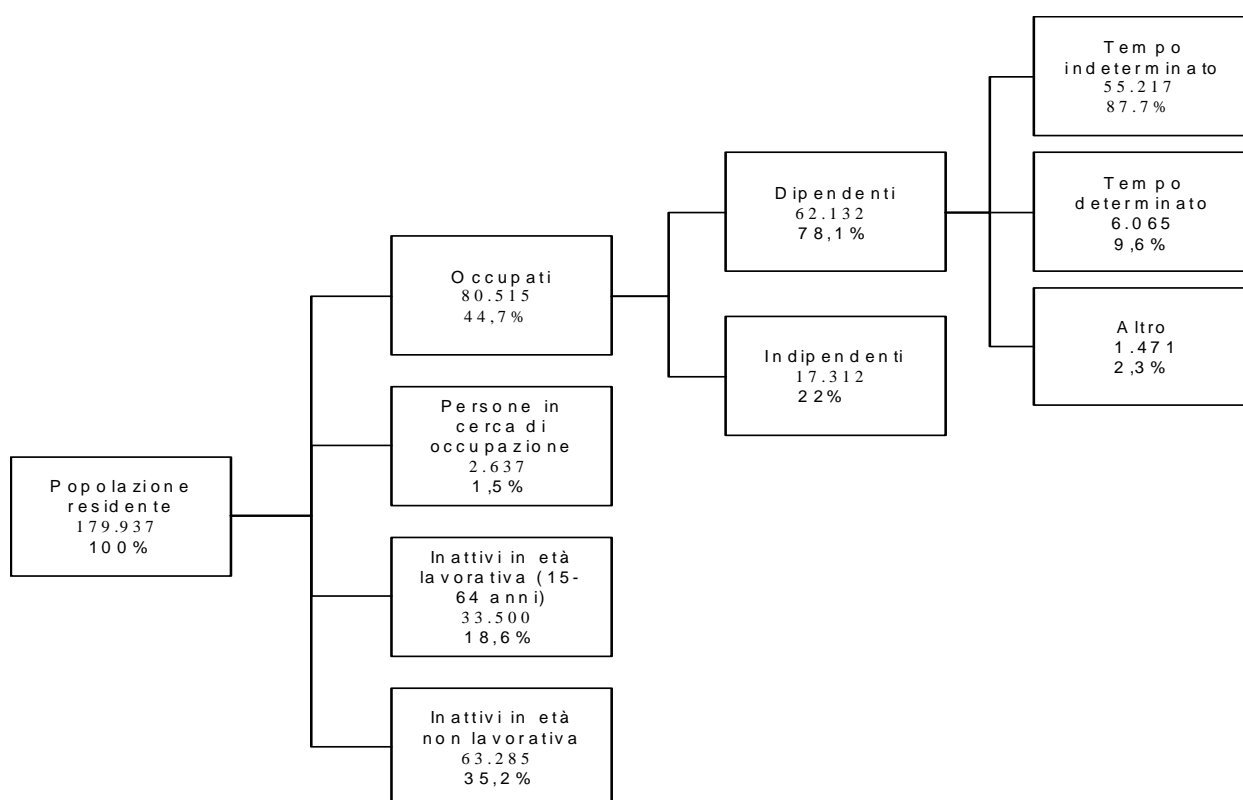 Popolazione
residente
179.937
100%
Occupati
80.515
44,7%
Persone in
cerca di
occupazione
2.637
1,5%
Inattivi in età
lavorativa (15-
64 anni)
33.500
18,6%
Inattivi in età
non lavorativa
63.285
35,2%
Dipendenti
62.132
78,1%
Indipendenti
17.312
22%
Tempo
indeterminato
55.217
87.7%
Tempo
determinato
6.065
9,6%
Altro
1.471
2,3%